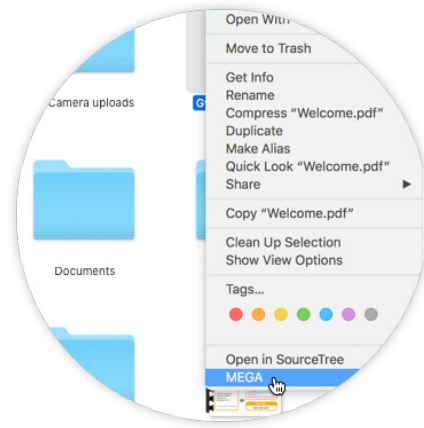 Open With
Move to Trash
Get Info
Rename
Camera uploads
Compress “Welcome.pdf”
Duplicate
Make Alias
Quick Look “Welcome.pdf”
Share
Copy “Welcome.pdf”
Clean Up Selection
Show View Options
Documents
Tags...
Open in SourceTree
MEGA